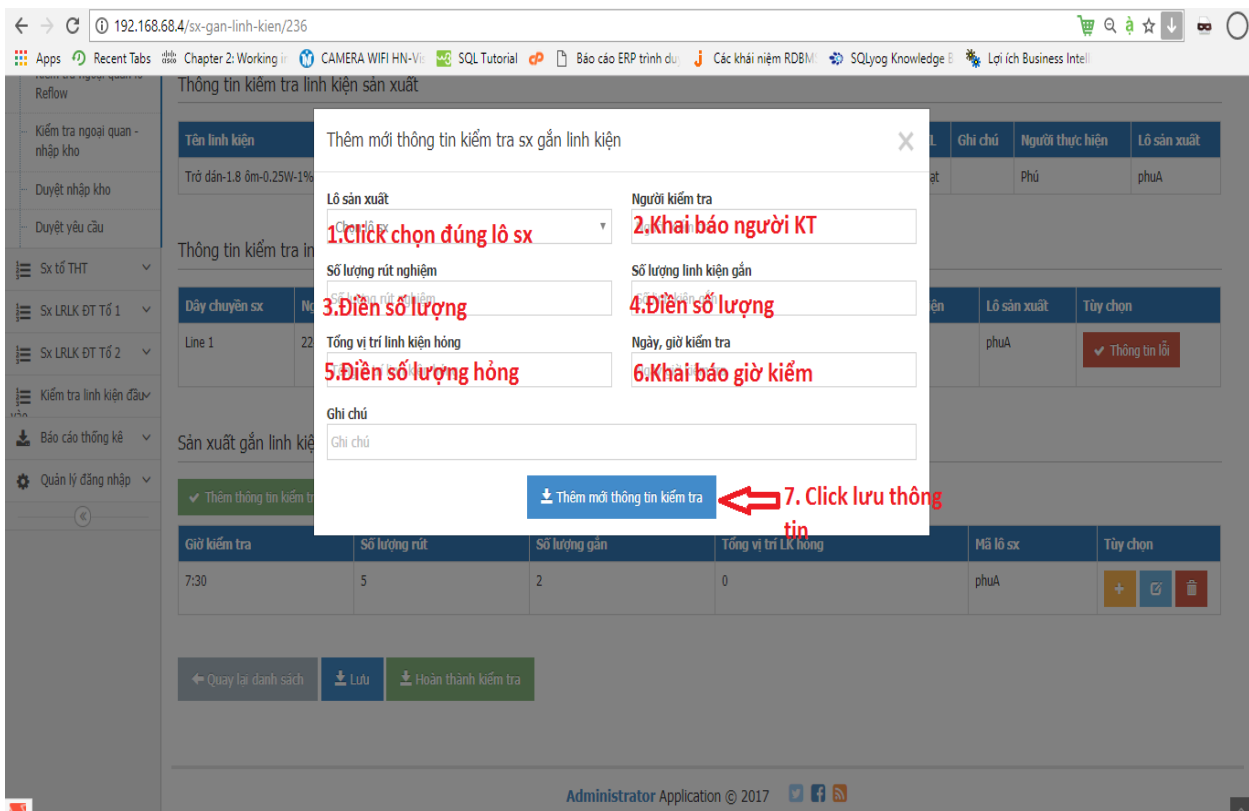 192.168.68.4/sx-gan-linh-kien/236
Apps Recent Tabs Chapter 2: Working in CAMERA WIFI HN-Vis SQL Tutorial Báo cáo ERP trình du Các khái niệm RDBMS SQLyog Knowledge B Lợi ích Business Intell
Reflow
Kiểm tra ngoại quan -
nhập kho
Duyệt nhập kho
Duyệt yêu cầu
Sx tổ THT
Sx LRLK ĐT Tổ 1
Sx LRLK ĐT Tổ 2
Kiểm tra linh kiện đầu
Báo cáo thống kê
Quản lý đăng nhập
Thông tin kiểm tra linh kiện sản xuất
Tên linh kiện Ghi chú Người thực hiện Lô sản xuất
Trở dán-1.8 ôm-0.25W-1% ạt Phú phuA
Thông tin kiểm tra in
Dây chuyền sx Ng ện Lô sản xuất Tùy chọn
Line 1 22 phuA Thông tin lỗi
Sản xuất gắn linh kiệ
Thêm thông tin kiểm tr
Thêm mới thông tin kiểm tra sx gắn linh kiện
Lô sản xuất Người kiểm tra
Chọn lô sx
1.Click chọn đúng lô sx 2.Khai báo người KT
Số lượng rút nghiệm Số lượng linh kiện gắn
3.Điền số lượng 4.Điền số lượng
Tổng vị trí linh kiện hỏng Ngày, giờ kiểm tra
5.Điền số lượng hỏng 6.Khai báo giờ kiểm
Ghi chú
Ghi chú
Thêm mới thông tin kiểm tra 7. Click lưu thông
tin
Giờ kiểm tra Số lượng rút Số lượng gắn Tổng vị trí LK hỏng Mã lô sx Tùy chọn
7:30 5 2 0 phuA
Quay lại danh sách Lưu Hoàn thành kiểm tra
Administrator Application © 2017